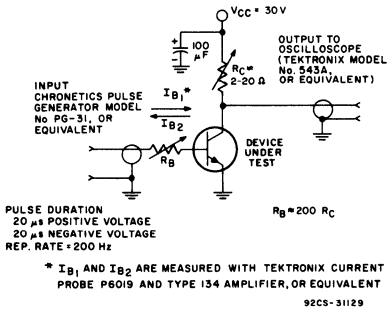 VCC = 30V
+
100
µF
−
RC≈
2-20 Ω
OUTPUT TO
OSCILLOSCOPE
(TEKTRONIX MODEL
No. 543A,
OR EQUIVALENT)
INPUT
CHRONETICS PULSE
GENERATOR MODEL
No PG-31, OR
EQUIVALENT
IB1*
IB2
RB
DEVICE
UNDER
TEST
PULSE DURATION
20 µs POSITIVE VOLTAGE
20 µs NEGATIVE VOLTAGE
REP. RATE = 200 Hz
RB≈200 RC
* IB1 AND IB2 ARE MEASURED WITH TEKTRONIX CURRENT
PROBE P6019 AND TYPE 134 AMPLIFIER, OR EQUIVALENT
92CS-31129